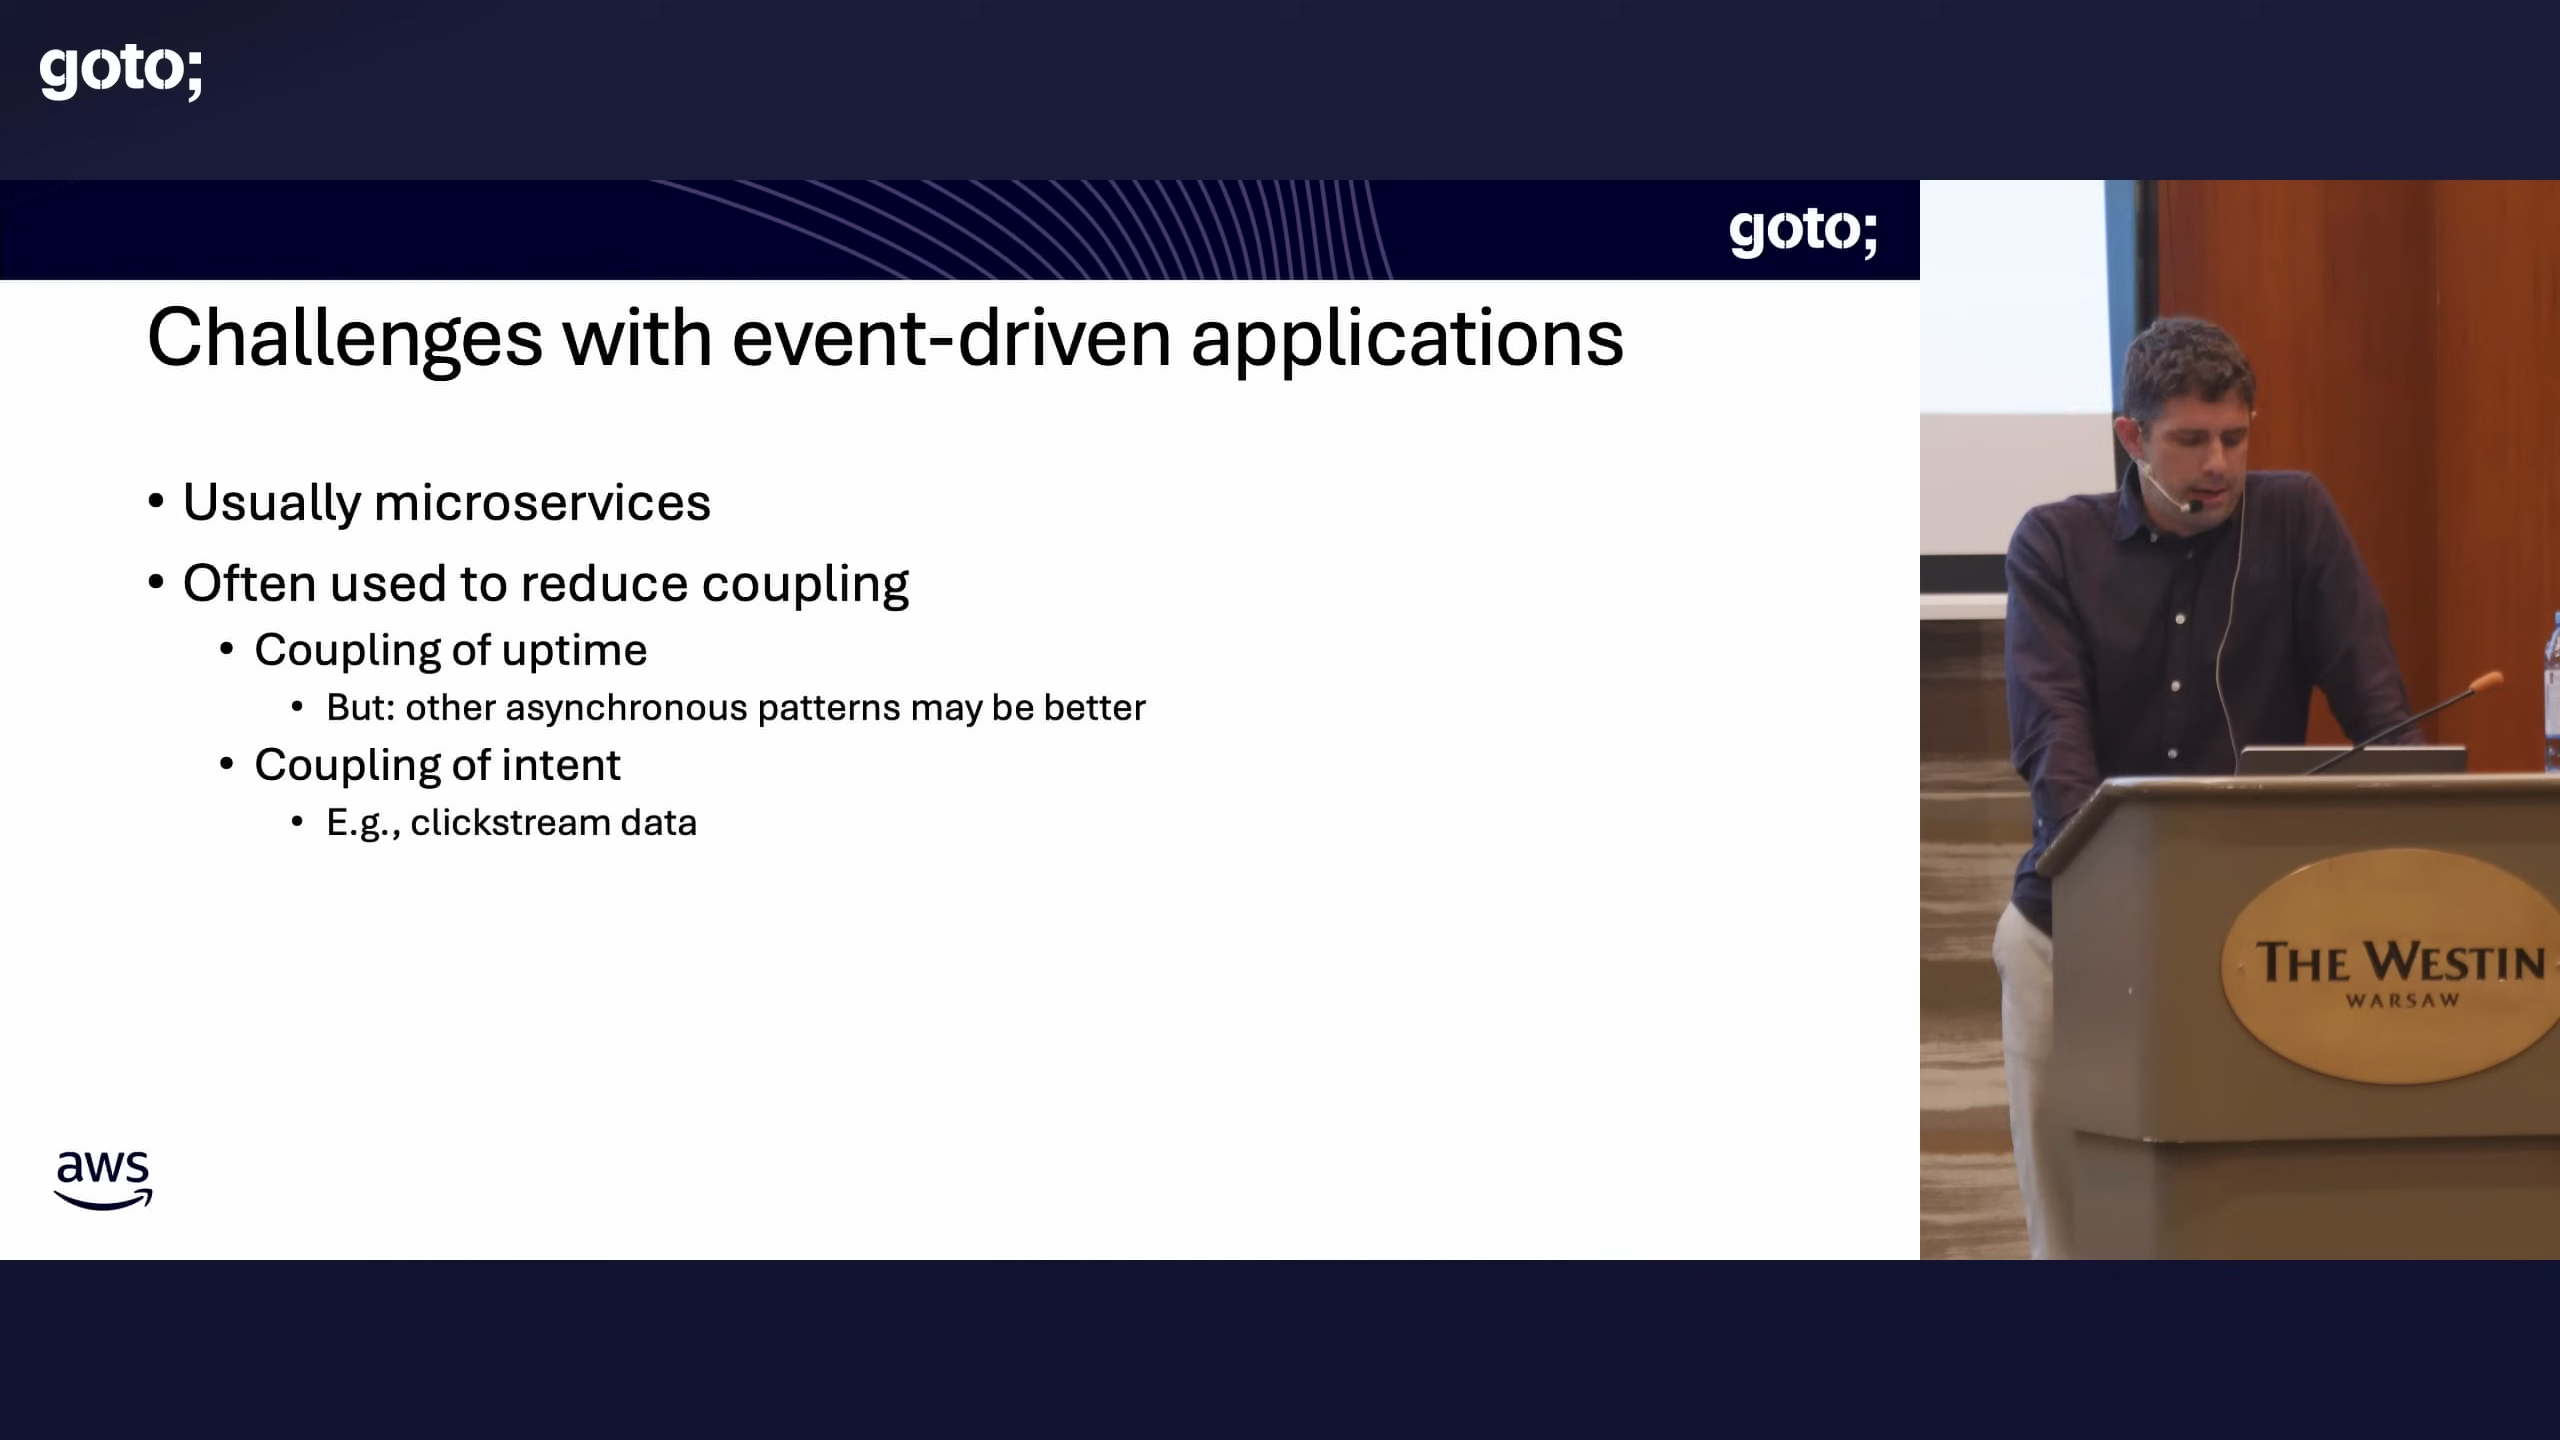 goto;
goto;
Challenges with event-driven applications
• Usually microservices
• Often used to reduce coupling
• Coupling of uptime
• But: other asynchronous patterns may be better
• Coupling of intent
• E.g., clickstream data
aws
THE WESTIN
WARSAW